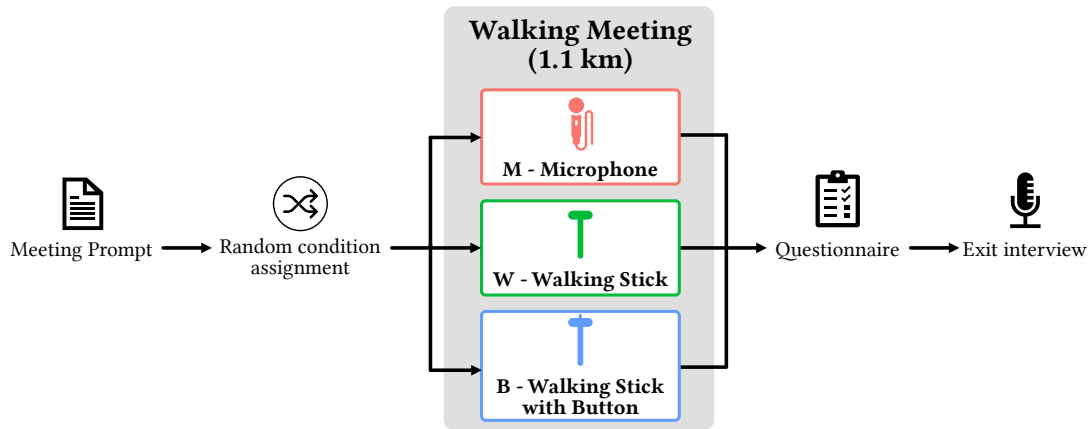 Walking Meeting
(1.1 km)
M - Microphone
Meeting Prompt
Random condition
assignment
W - Walking Stick
Questionnaire
Exit interview
B - Walking Stick
with Button